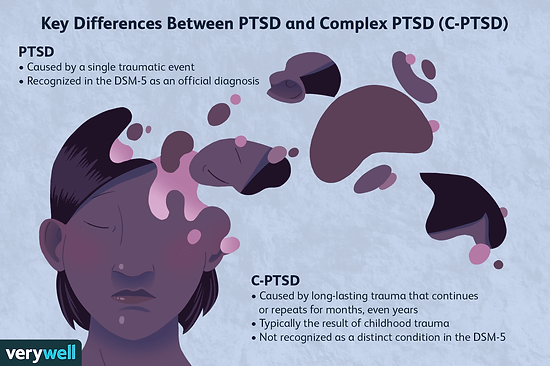 Key Differences Between PTSD and Complex PTSD (C-PTSD)
PTSD
• Caused by a single traumatic event
• Recognized in the DSM-5 as an official diagnosis
C-PTSD
• Caused by long-lasting trauma that continues
or repeats for months, even years
• Typically the result of childhood trauma
• Not recognized as a distinct condition in the DSM-5
verywell